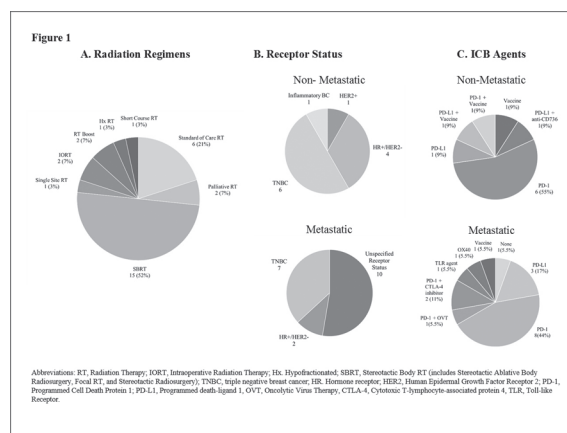 Figure 1
A. Radiation Regimens
B. Receptor Status
C. ICB Agents
Short Course RT
1 (3%)
Hx RT
1 (3%)
RT Boost
2 (7%)
IORT
2 (7%)
Single Site RT
1 (3%)
Standard of Care RT
6 (21%)
Palliative RT
2 (7%)
SBRT
15 (52%)
Non- Metastatic
Inflammatory BC
1
HER2+
1
HR+/HER2-
4
TNBC
6
Metastatic
TNBC
7
Unspecified
Receptor
Status
10
HR+/HER2-
2
Non-Metastatic
PD-1 +
Vaccine
1(9%)
Vaccine
1(9%)
PD-L1 +
Vaccine
1(9%)
PD-L1 +
anti-CD736
1(9%)
PD-L1
1 (9%)
PD-1
6 (55%)
Metastatic
Vaccine
1 (5.5%)
None
1(5.5%)
OX40
1 (5.5%)
TLR agent
1 (5.5%)
PD-L1
3 (17%)
PD-1 +
CTLA-4
inhibitor
2 (11%)
PD-1 + OVT
1(5.5%)
PD-1
8(44%)
Abbreviations: RT, Radiation Therapy; IORT, Intraoperative Radiation Therapy; Hx, Hypofractionated; SBRT, Stereotactic Body RT (includes Stereotactic Ablative Body
Radiosurgery, Focal RT, and Stereotactic Radiosurgery); TNBC, triple negative breast cancer; HR. Hormone receptor; HER2, Human Epidermal Growth Factor Receptor 2; PD-1,
Programmed Cell Death Protein 1; PD-L1, Programmed death-ligand 1, OVT, Oncolytic Virus Therapy, CTLA-4, Cytotoxic T-lymphocyte-associated protein 4, TLR, Toll-like
Receptor.